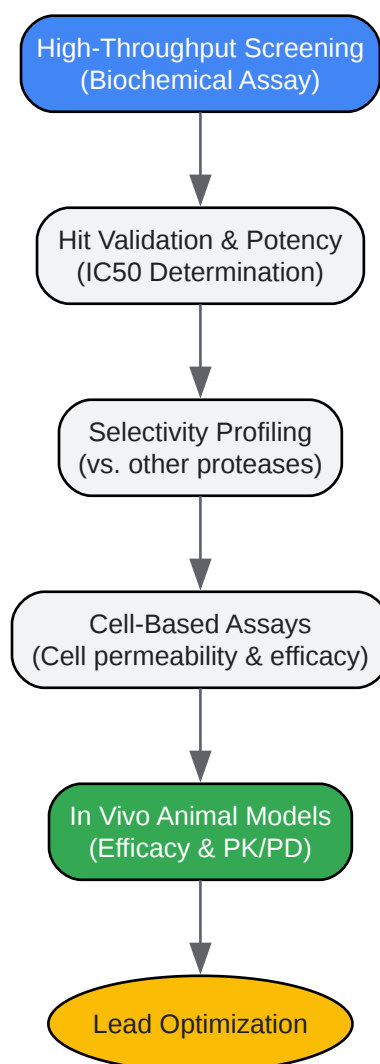 High-Throughput Screening
(Biochemical Assay)
Hit Validation & Potency
(IC50 Determination)
Selectivity Profiling
(vs. other proteases)
Cell-Based Assays
(Cell permeability & efficacy)
In Vivo Animal Models
(Efficacy & PK/PD)
Lead Optimization